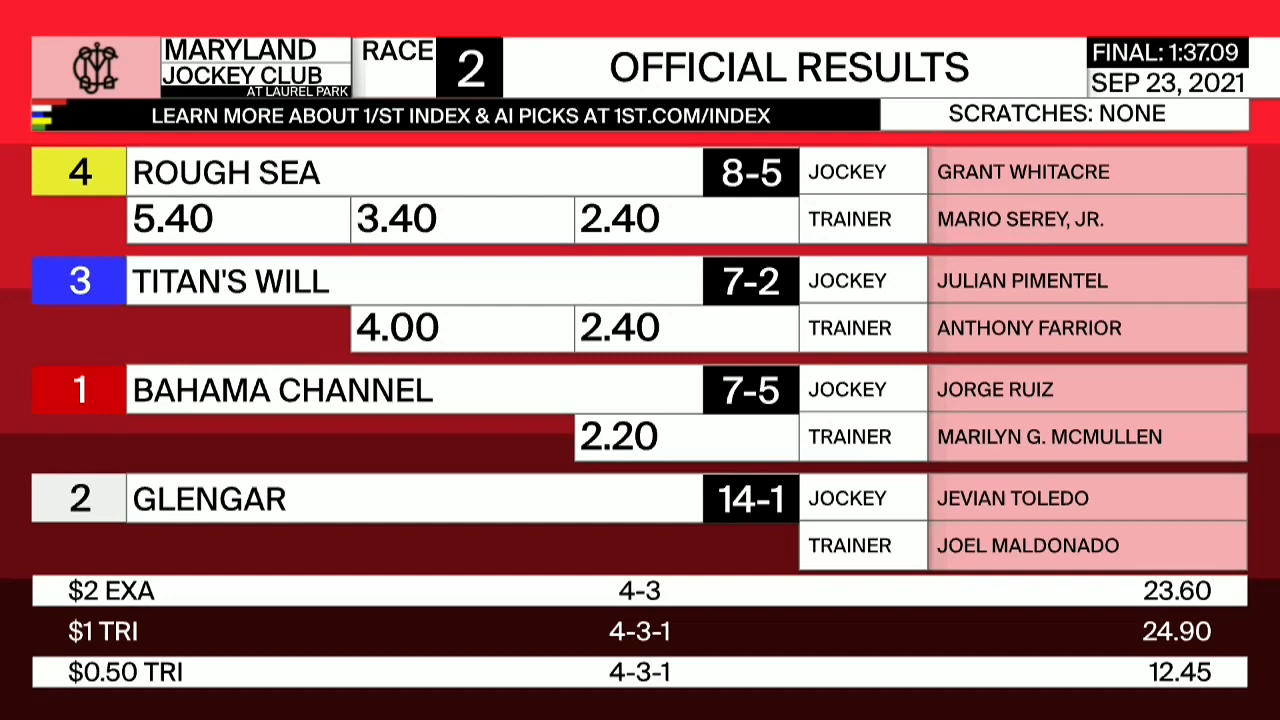 MARYLAND
JOCKEY CLUB
AT LAUREL PARK
RACE 2
OFFICIAL RESULTS
FINAL: 1:37.09
SEP 23, 2021
LEARN MORE ABOUT 1/ST INDEX & AI PICKS AT 1ST.COM/INDEX
SCRATCHES: NONE
4 ROUGH SEA 8-5 JOCKEY GRANT WHITACRE
5.40 3.40 2.40 TRAINER MARIO SEREY, JR.
3 TITAN'S WILL 7-2 JOCKEY JULIAN PIMENTEL
4.00 2.40 TRAINER ANTHONY FARRIOR
1 BAHAMA CHANNEL 7-5 JOCKEY JORGE RUIZ
2.20 TRAINER MARILYN G. MCMULLEN
2 GLENGAR 14-1 JOCKEY JEVIAN TOLEDO
TRAINER JOEL MALDONADO
$2 EXA 4-3 23.60
$1 TRI 4-3-1 24.90
$0.50 TRI 4-3-1 12.45